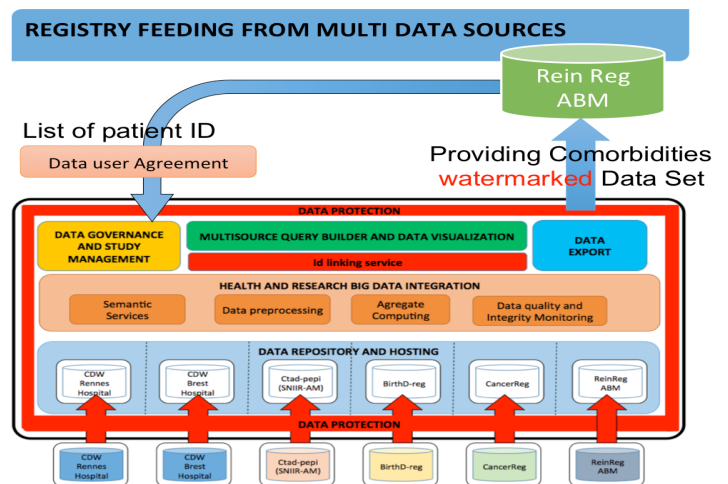 REGISTRY FEEDING FROM MULTI DATA SOURCES
Rein Reg
ABM
List of patient ID
Data user Agreement
Providing Comorbidities
watermarked Data Set
DATA PROTECTION
DATA GOVERNANCE
AND STUDY
MANAGEMENT
MULTISOURCE QUERY BUILDER AND DATA VISUALIZATION
Id linking service
DATA
EXPORT
HEALTH AND RESEARCH BIG DATA INTEGRATION
Semantic
Services
Data preprocessing
Agregate
Computing
Data quality and
Integrity Monitoring
DATA REPOSITORY AND HOSTING
CDW
Rennes
Hospital
CDW
Brest
Hospital
Ctad-pepi
(SNIIR-AM)
BirthD-reg
CancerReg
ReinReg
ABM
DATA PROTECTION
CDW
Rennes
Hospital
CDW
Brest
Hospital
Ctad-pepi
(SNIIR-AM)
BirthD-reg
CancerReg
ReinReg
ABM